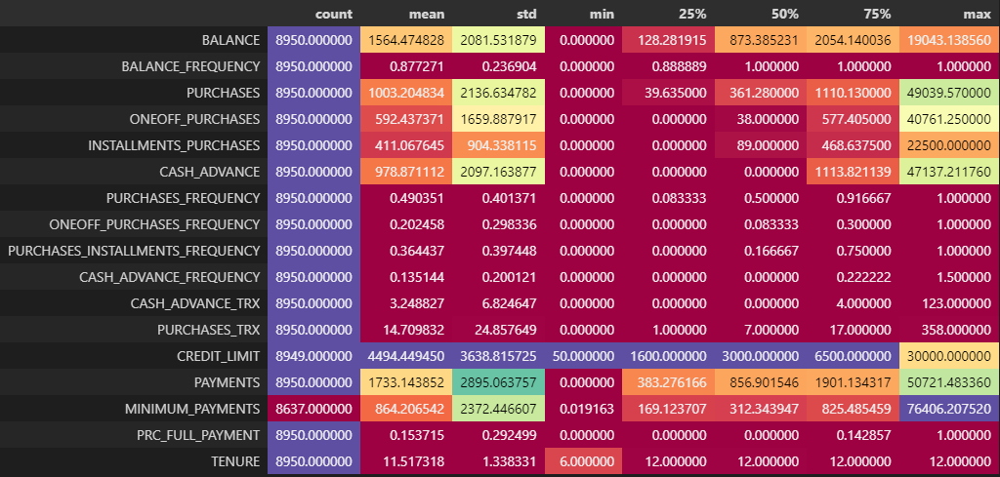 count mean std min 25% 50% 75% max
BALANCE 8950.000000 1564.474828 2081.531879 0.000000 128.281915 873.385231 2054.140036 19043.138560
BALANCE_FREQUENCY 8950.000000 0.877271 0.236904 0.000000 0.888889 1.000000 1.000000 1.000000
PURCHASES 8950.000000 1003.204834 2136.634782 0.000000 39.635000 361.280000 1110.130000 49039.570000
ONEOFF_PURCHASES 8950.000000 592.437371 1659.887917 0.000000 0.000000 38.000000 577.405000 40761.250000
INSTALLMENTS_PURCHASES 8950.000000 411.067645 904.338115 0.000000 0.000000 89.000000 468.637500 22500.000000
CASH_ADVANCE 8950.000000 978.871112 2097.163877 0.000000 0.000000 0.000000 1113.821139 47137.211760
PURCHASES_FREQUENCY 8950.000000 0.490351 0.401371 0.000000 0.083333 0.500000 0.916667 1.000000
ONEOFF_PURCHASES_FREQUENCY 8950.000000 0.202458 0.298336 0.000000 0.000000 0.083333 0.300000 1.000000
PURCHASES_INSTALLMENTS_FREQUENCY 8950.000000 0.364437 0.397448 0.000000 0.000000 0.166667 0.750000 1.000000
CASH_ADVANCE_FREQUENCY 8950.000000 0.135144 0.200121 0.000000 0.000000 0.000000 0.222222 1.500000
CASH_ADVANCE_TRX 8950.000000 3.248827 6.824647 0.000000 0.000000 0.000000 4.000000 123.000000
PURCHASES_TRX 8950.000000 14.709832 24.857649 0.000000 1.000000 7.000000 17.000000 358.000000
CREDIT_LIMIT 8949.000000 4494.449450 3638.815725 50.000000 1600.000000 3000.000000 6500.000000 30000.000000
PAYMENTS 8950.000000 1733.143852 2895.063757 0.000000 383.276166 856.901546 1901.134317 50721.483360
MINIMUM_PAYMENTS 8637.000000 864.206542 2372.446607 0.019163 169.123707 312.343947 825.485459 76406.207520
PRC_FULL_PAYMENT 8950.000000 0.153715 0.292499 0.000000 0.000000 0.000000 0.142857 1.000000
TENURE 8950.000000 11.517318 1.338331 6.000000 12.000000 12.000000 12.000000 12.000000